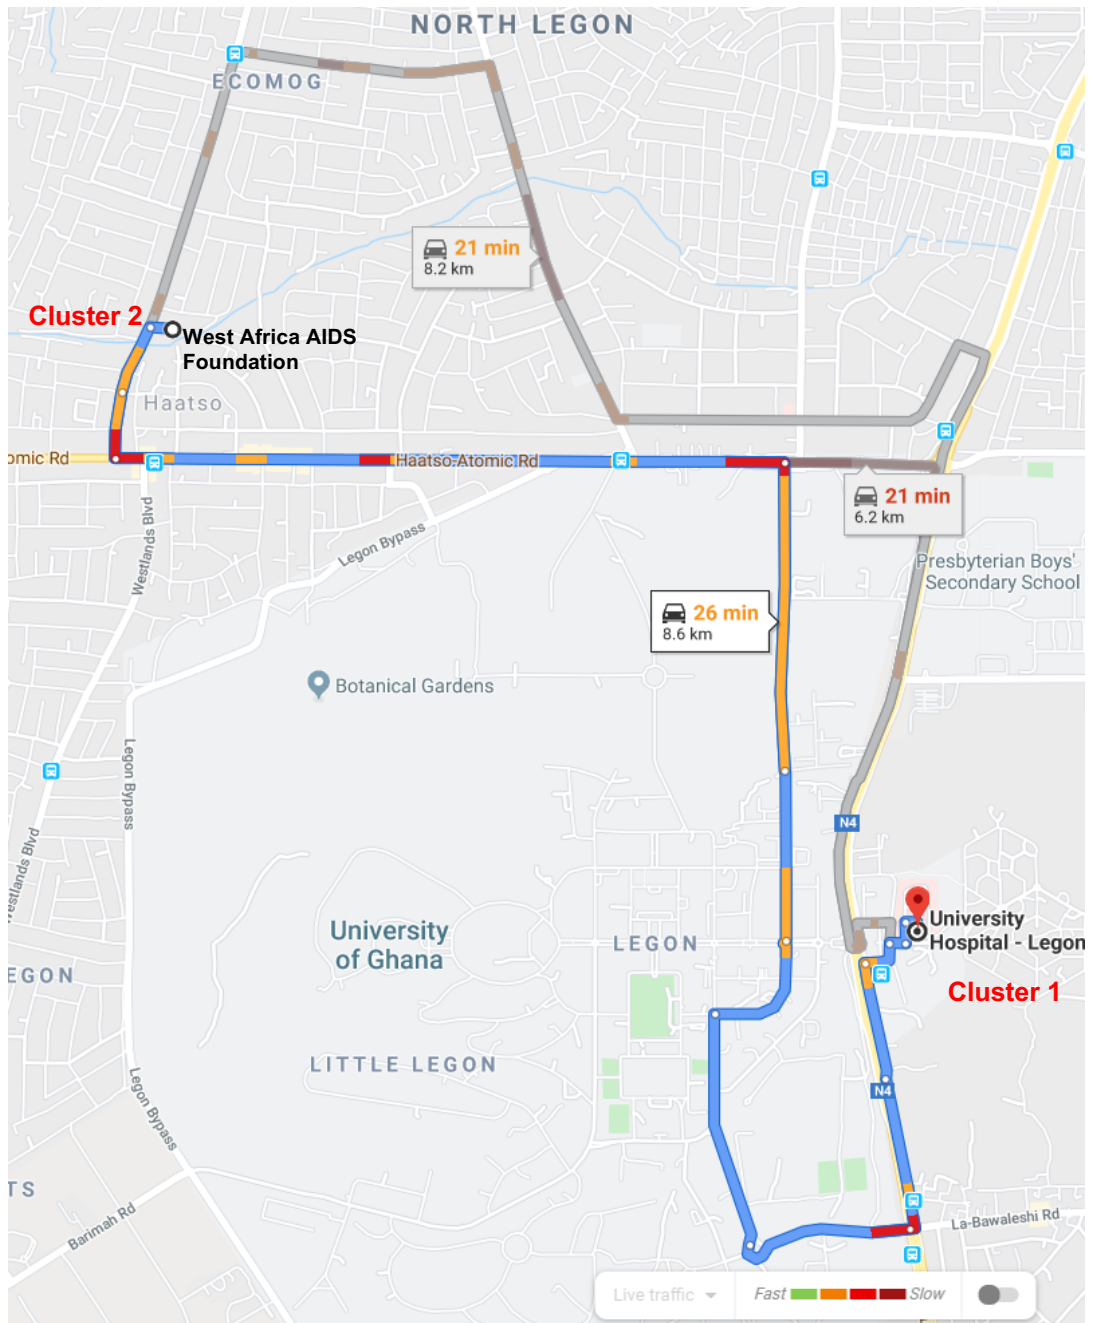 NORTH LEGON
ECOMOG
21 min
8.2 km
Cluster 2
West Africa AIDS
Foundation
Haatso
omic Rd
Haatso-Atomic Rd
21 min
6.2 km
Westlands Blvd
Legon Bypass
Presbyterian Boys'
Secondary School
26 min
8.6 km
Botanical Gardens
Legon Bypass
N4
Westlands Blvd
University
of Ghana
LEGON
University
Hospital - Legon
EGON
Cluster 1
LITTLE LEGON
N4
Legon Bypass
TS
Barimah Rd
La-Bawaleshi Rd
Live traffic
Fast
Slow